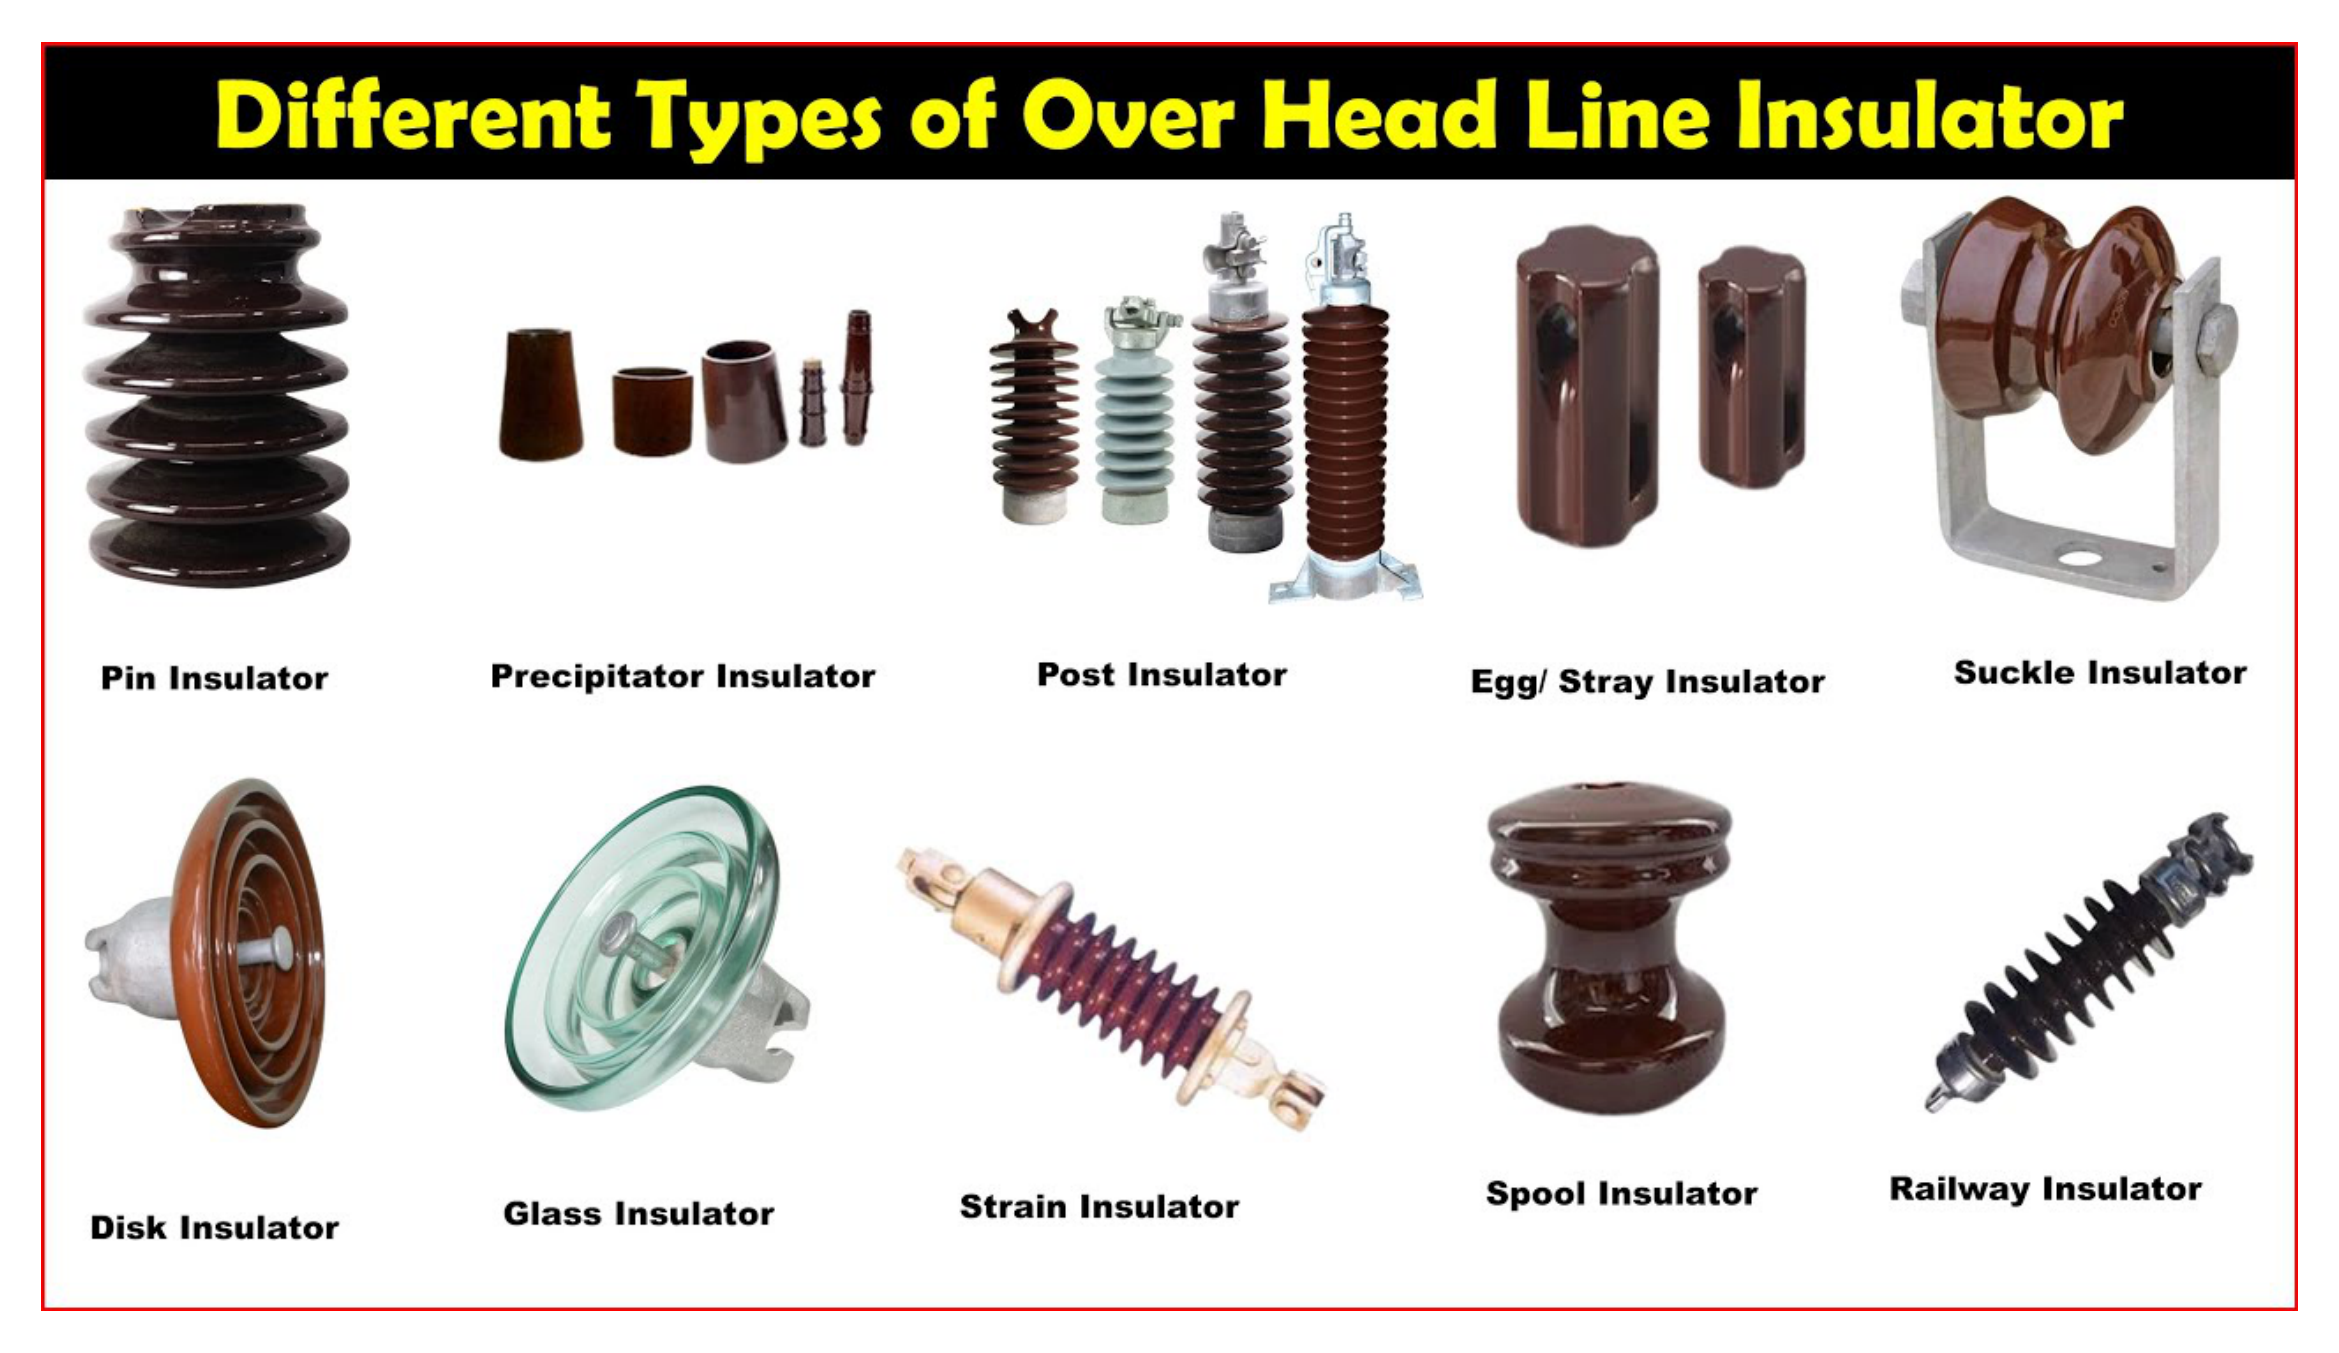 Different Types of Over Head Line Insulator
Pin Insulator
Precipitator Insulator
Post Insulator
Egg/ Stray Insulator
Suckle Insulator
Disk Insulator
Glass Insulator
Strain Insulator
Spool Insulator
Railway Insulator